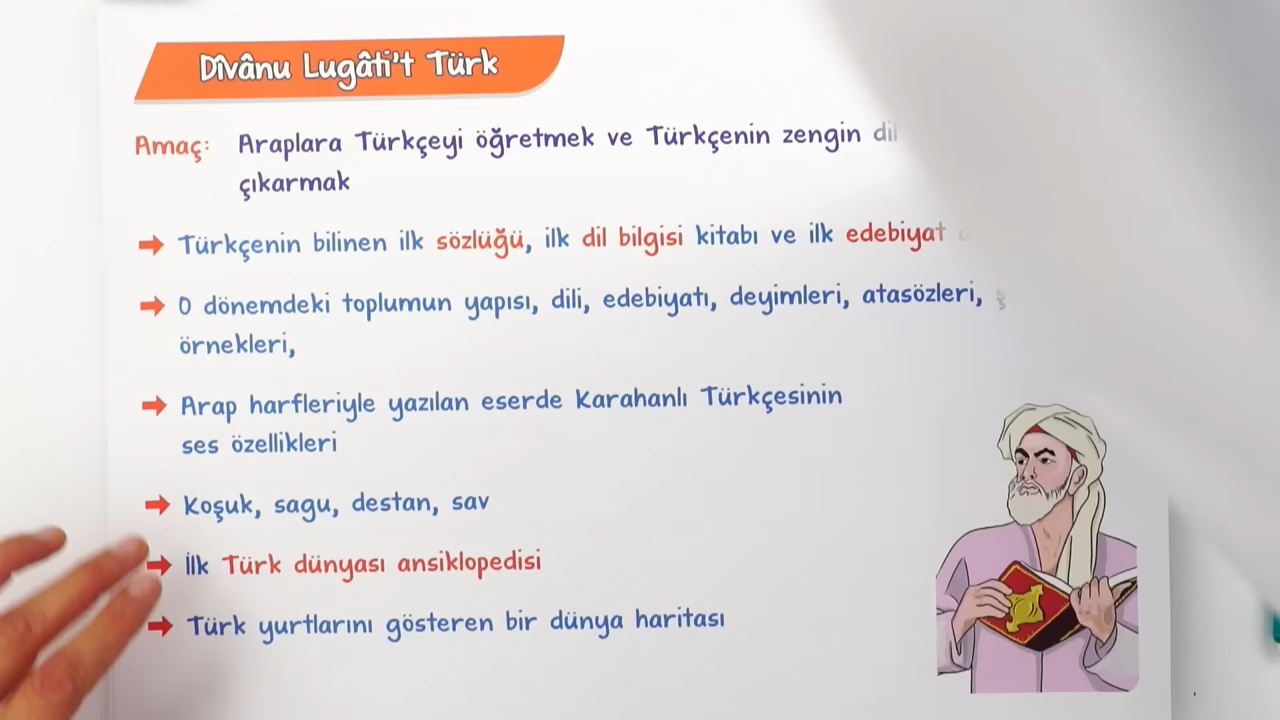 Dîvânu Lugâti't Türk
Amaç: Araplara Türkçeyi öğretmek ve Türkçenin zengin dil
çıkarmak
Türkçenin bilinen ilk sözlüğü, ilk dil bilgisi kitabı ve ilk edebiyat
O dönemdeki toplumun yapısı, dili, edebiyatı, deyimleri, atasözleri,
örnekleri,
Arap harfleriyle yazılan eserde Karahanlı Türkçesinin
ses özellikleri
Koşuk, sagu, destan, sav
İlk Türk dünyası ansiklopedisi
Türk yurtlarını gösteren bir dünya haritası